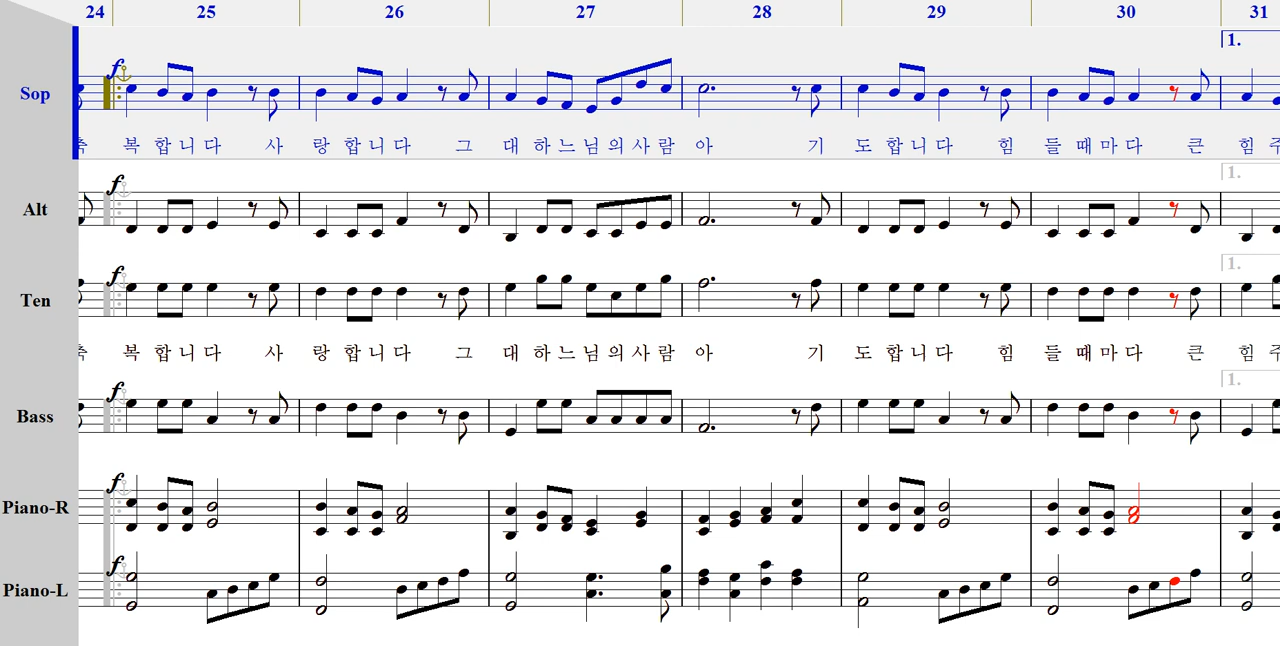 24 25 26 27 28 29 30 31
1.
f
Sop
축 복 합 니 다 사 랑 합 니 다 그 대 하 느 님 의 사 람 아 기 도 합 니 다 힘 들 때 마 다 큰 힘 주
1.
f
Alt
1.
f
Ten
축 복 합 니 다 사 랑 합 니 다 그 대 하 느 님 의 사 람 아 기 도 합 니 다 힘 들 때 마 다 큰 힘 주
1.
f
Bass
f
Piano-R
f
Piano-L